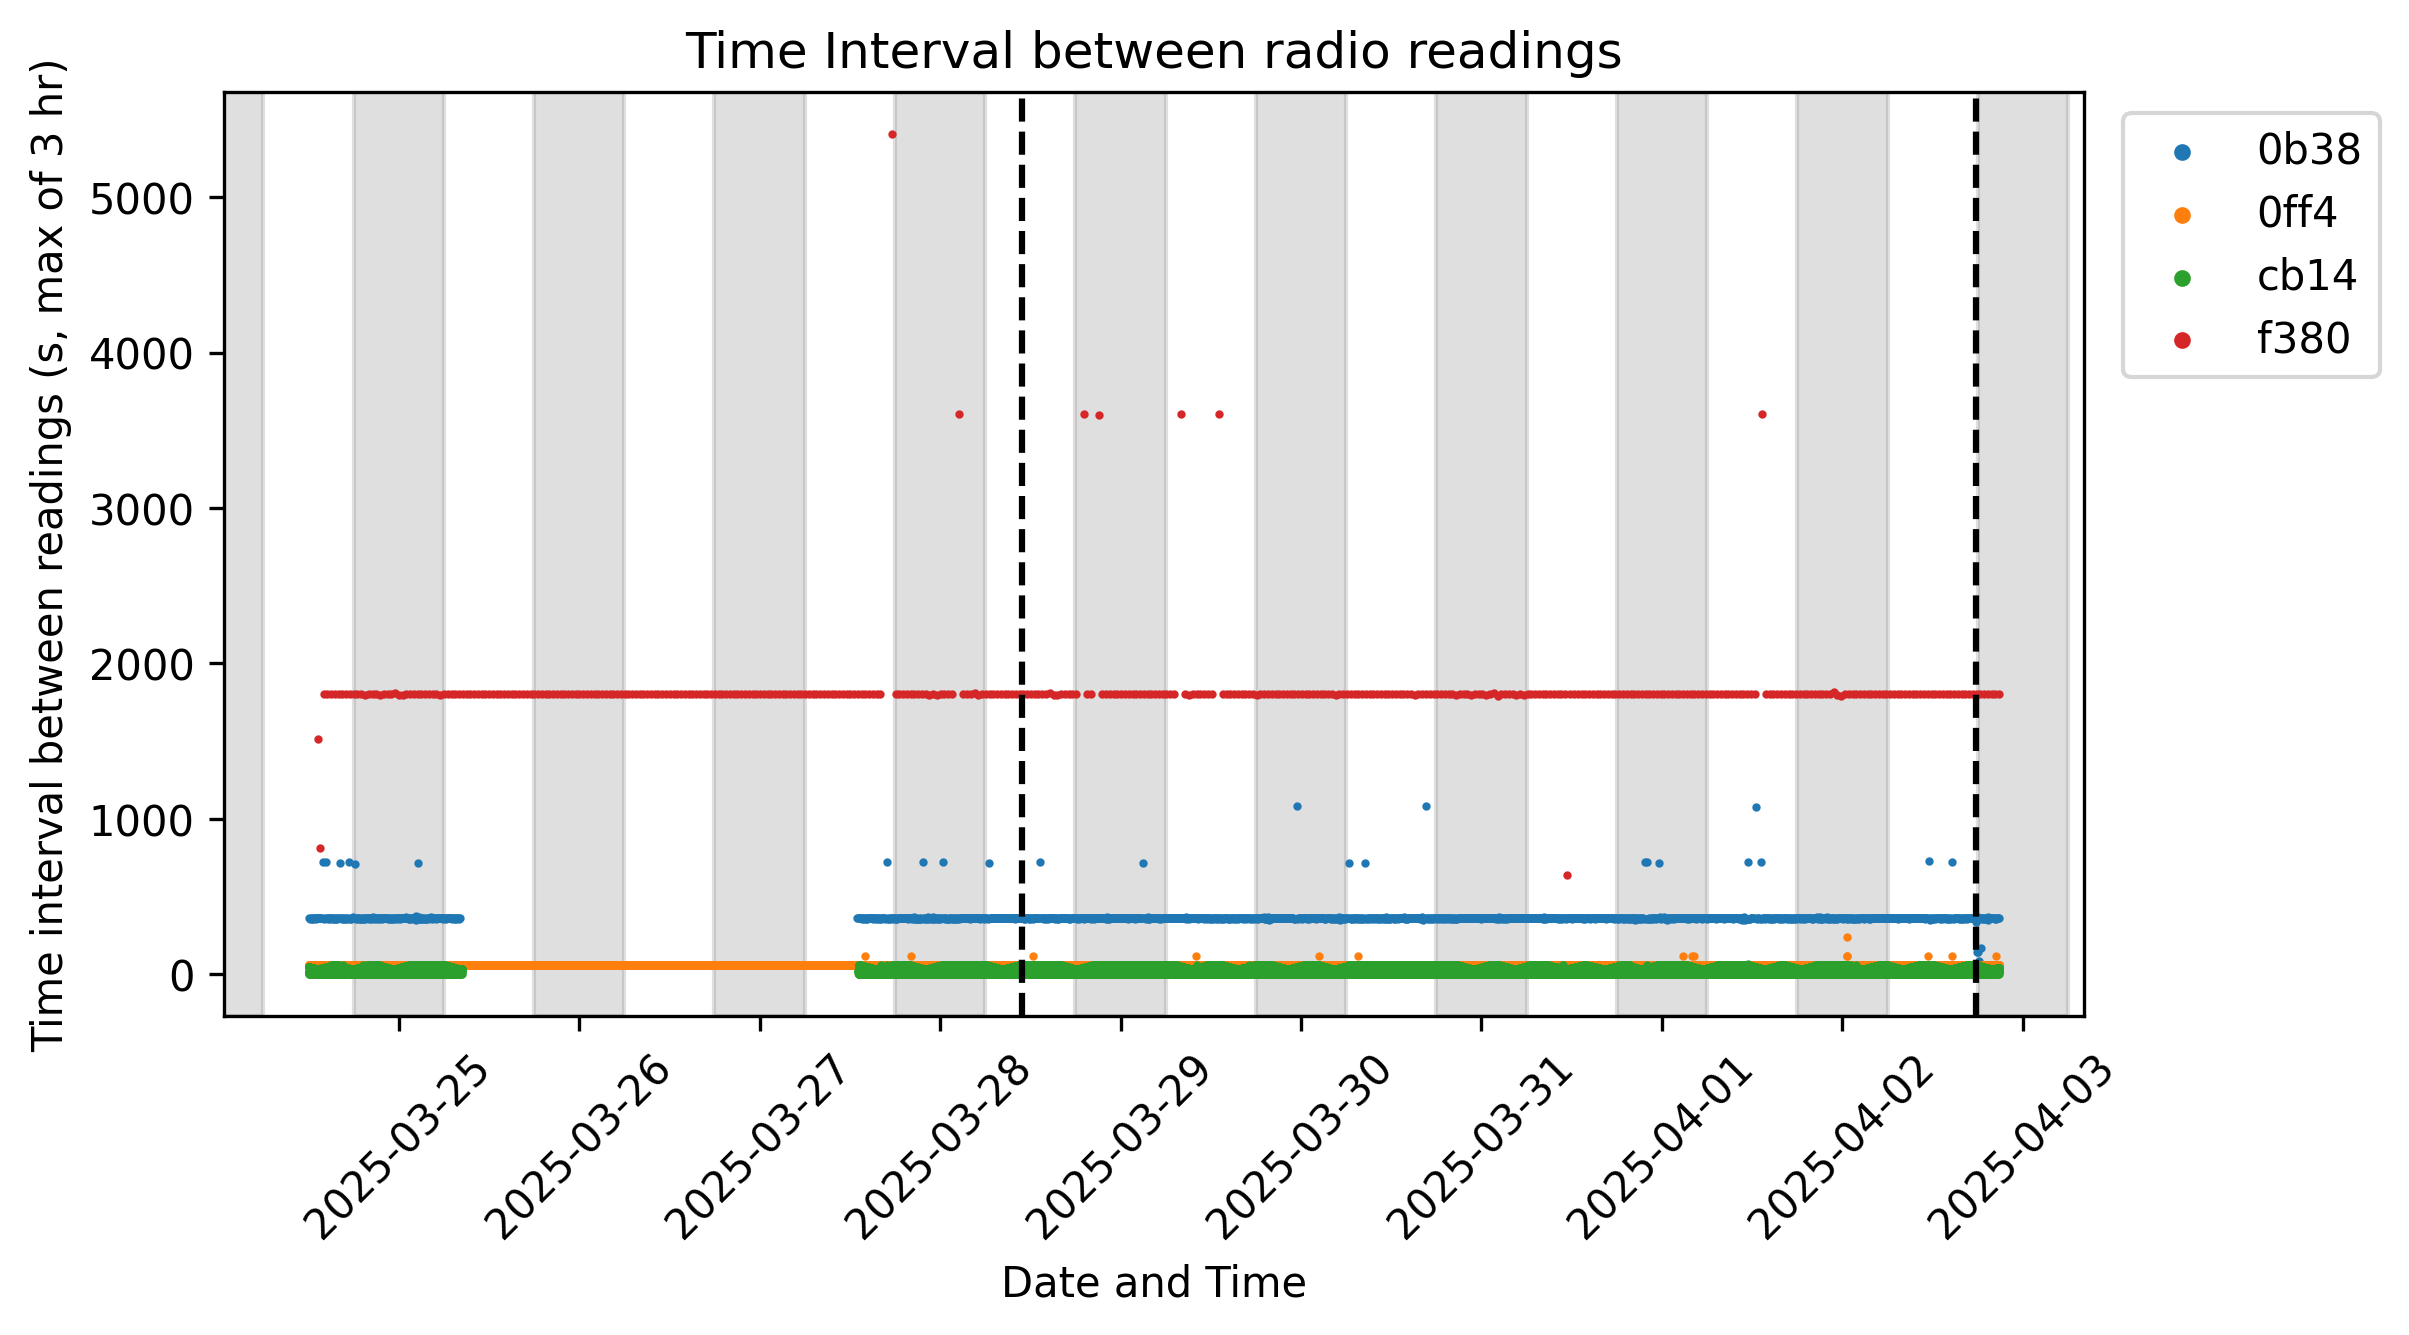 Time Interval between radio readings
Time interval between readings (s, max of 3 hr)
5000
4000
3000
2000
1000
0
0b38
0ff4
cb14
f380
2025-03-25
2025-03-26
2025-03-27
2025-03-28
2025-03-29
2025-03-30
2025-03-31
2025-04-01
2025-04-02
2025-04-03
Date and Time